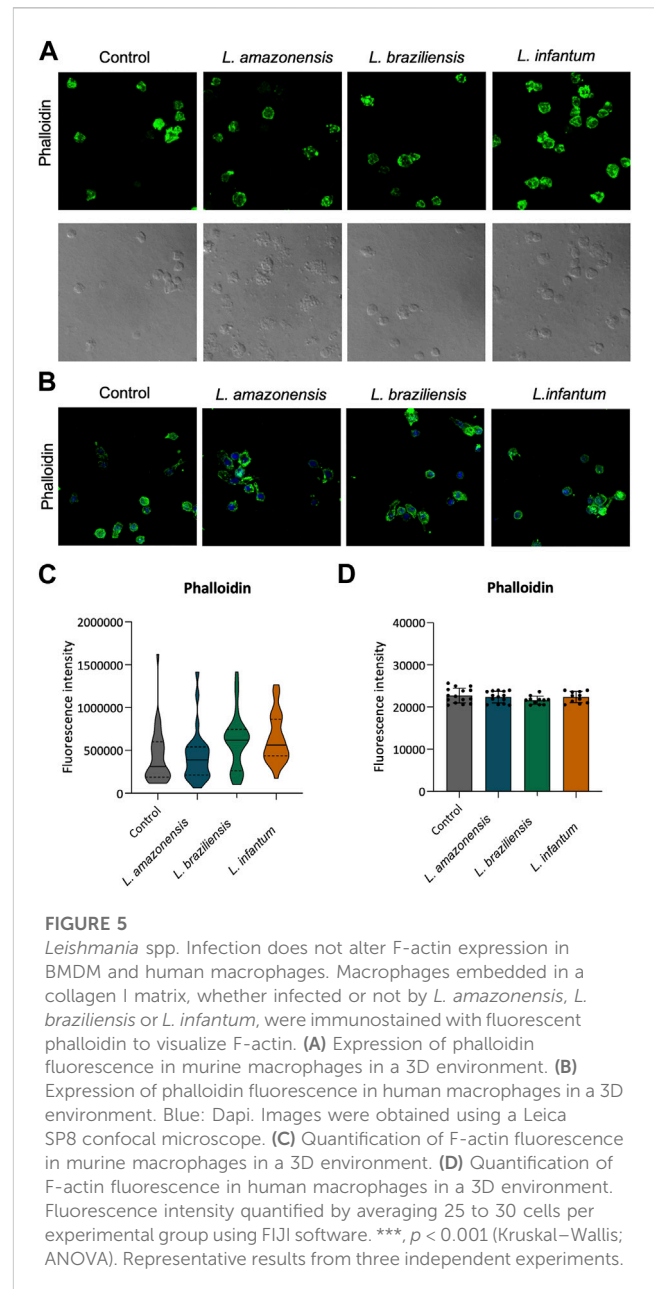 A
Control
L. amazonensis
L. braziliensis
L. infantum
Phalloidin
B
Control
L. amazonensis
L. braziliensis
L.infantum
Phalloidin
C
Phalloidin
Fluorescence intensity
2000000
1500000
1000000
500000
0
Control
L. amazonensis
L. braziliensis
L. infantum
D
Phalloidin
Fluorescence intensity
40000
30000
20000
10000
0
Control
L. amazonensis
L. braziliensis
L. infantum
FIGURE 5
Leishmania spp. Infection does not alter F-actin expression in
BMDM and human macrophages. Macrophages embedded in a
collagen I matrix, whether infected or not by L. amazonensis, L.
braziliensis or L. infantum, were immunostained with fluorescent
phalloidin to visualize F-actin. (A) Expression of phalloidin
fluorescence in murine macrophages in a 3D environment. (B)
Expression of phalloidin fluorescence in human macrophages in a 3D
environment. Blue: Dapi. Images were obtained using a Leica
SP8 confocal microscope. (C) Quantification of F-actin fluorescence
in murine macrophages in a 3D environment. (D) Quantification of
F-actin fluorescence in human macrophages in a 3D environment.
Fluorescence intensity quantified by averaging 25 to 30 cells per
experimental group using FIJI software. ***, p < 0.001 (Kruskal–Wallis;
ANOVA). Representative results from three independent experiments.